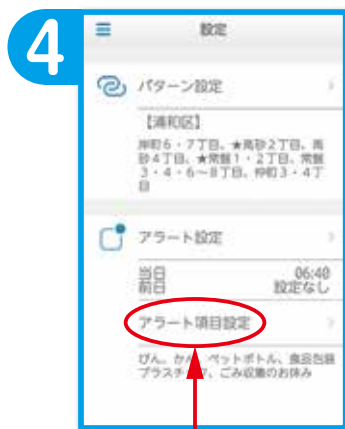 4
設定
パターン設定
【浦和区】
岸町6・7丁目、★高砂2丁目、高
砂4丁目、★常盤1・2丁目、常盤
3・4・6~8丁目、仲町3・4丁
目
アラート設定
当日 06:40
前日 設定なし
アラート項目設定
びん、かん、ペットボトル、食品包装
プラスチック、ごみ収集のお休み